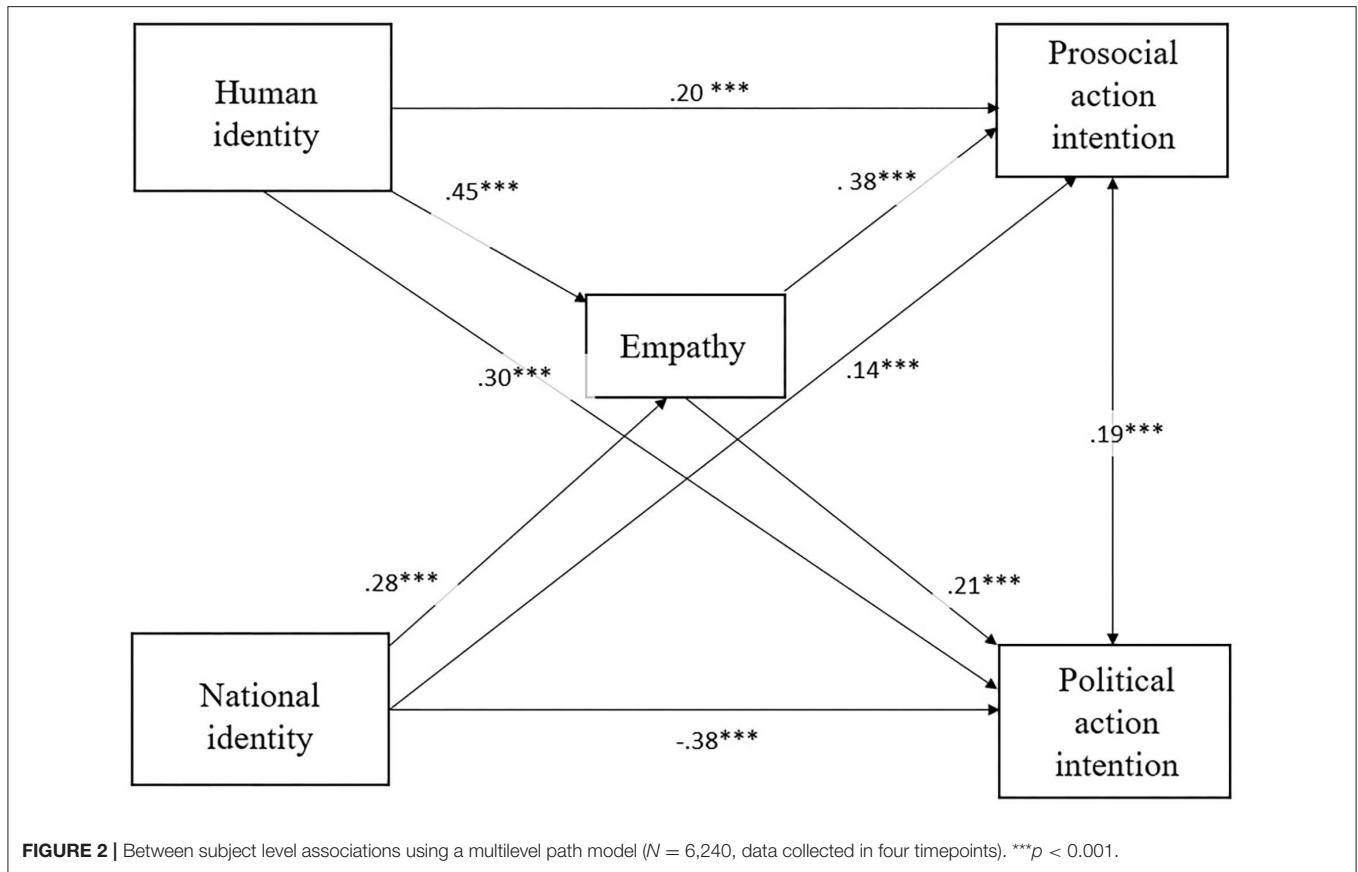 Human
identity
Prosocial
action
intention
.20 ***
.45***
. 38***
Empathy
.30***
.14***
.19***
.28***
.21***
National
identity
Political
action
intention
-.38***
FIGURE 2 | Between subject level associations using a multilevel path model (N = 6,240, data collected in four timepoints). ***p < 0.001.